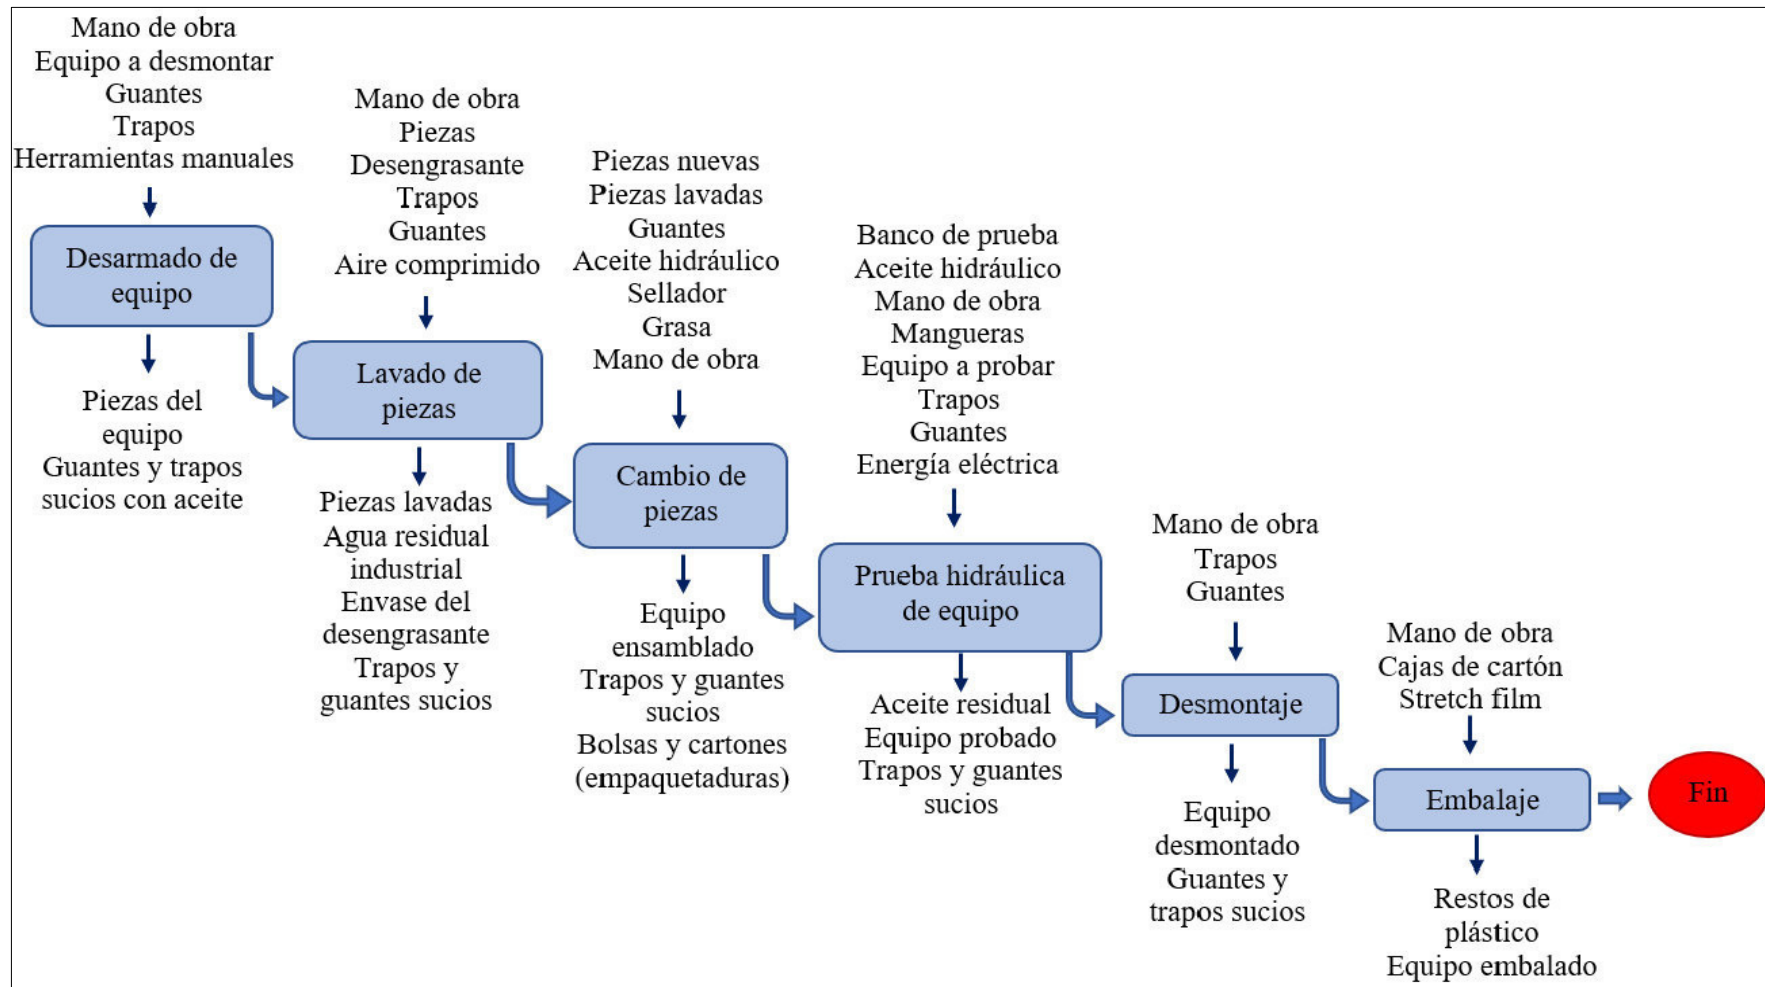 Mano de obra
Equipo a desmontar
Guantes
Trapos
Herramientas manuales
Desarmado de
equipo
Piezas del
equipo
Guantes y trapos
sucios con aceite
Mano de obra
Piezas
Desengrasante
Trapos
Guantes
Aire comprimido
Lavado de
piezas
Piezas lavadas
Agua residual
industrial
Envase del
desengrasante
Trapos y
guantes sucios
Piezas nuevas
Piezas lavadas
Guantes
Aceite hidráulico
Sellador
Grasa
Mano de obra
Cambio de
piezas
Equipo
ensamblado
Trapos y guantes
sucios
Bolsas y cartones
(empaquetaduras)
Banco de prueba
Aceite hidráulico
Mano de obra
Mangueras
Equipo a probar
Trapos
Guantes
Energía eléctrica
Prueba hidráulica
de equipo
Aceite residual
Equipo probado
Trapos y guantes
sucios
Mano de obra
Trapos
Guantes
Desmontaje
Equipo
desmontado
Guantes y
trapos sucios
Mano de obra
Cajas de cartón
Stretch film
Embalaje
Restos de
plástico
Equipo embalado
Fin